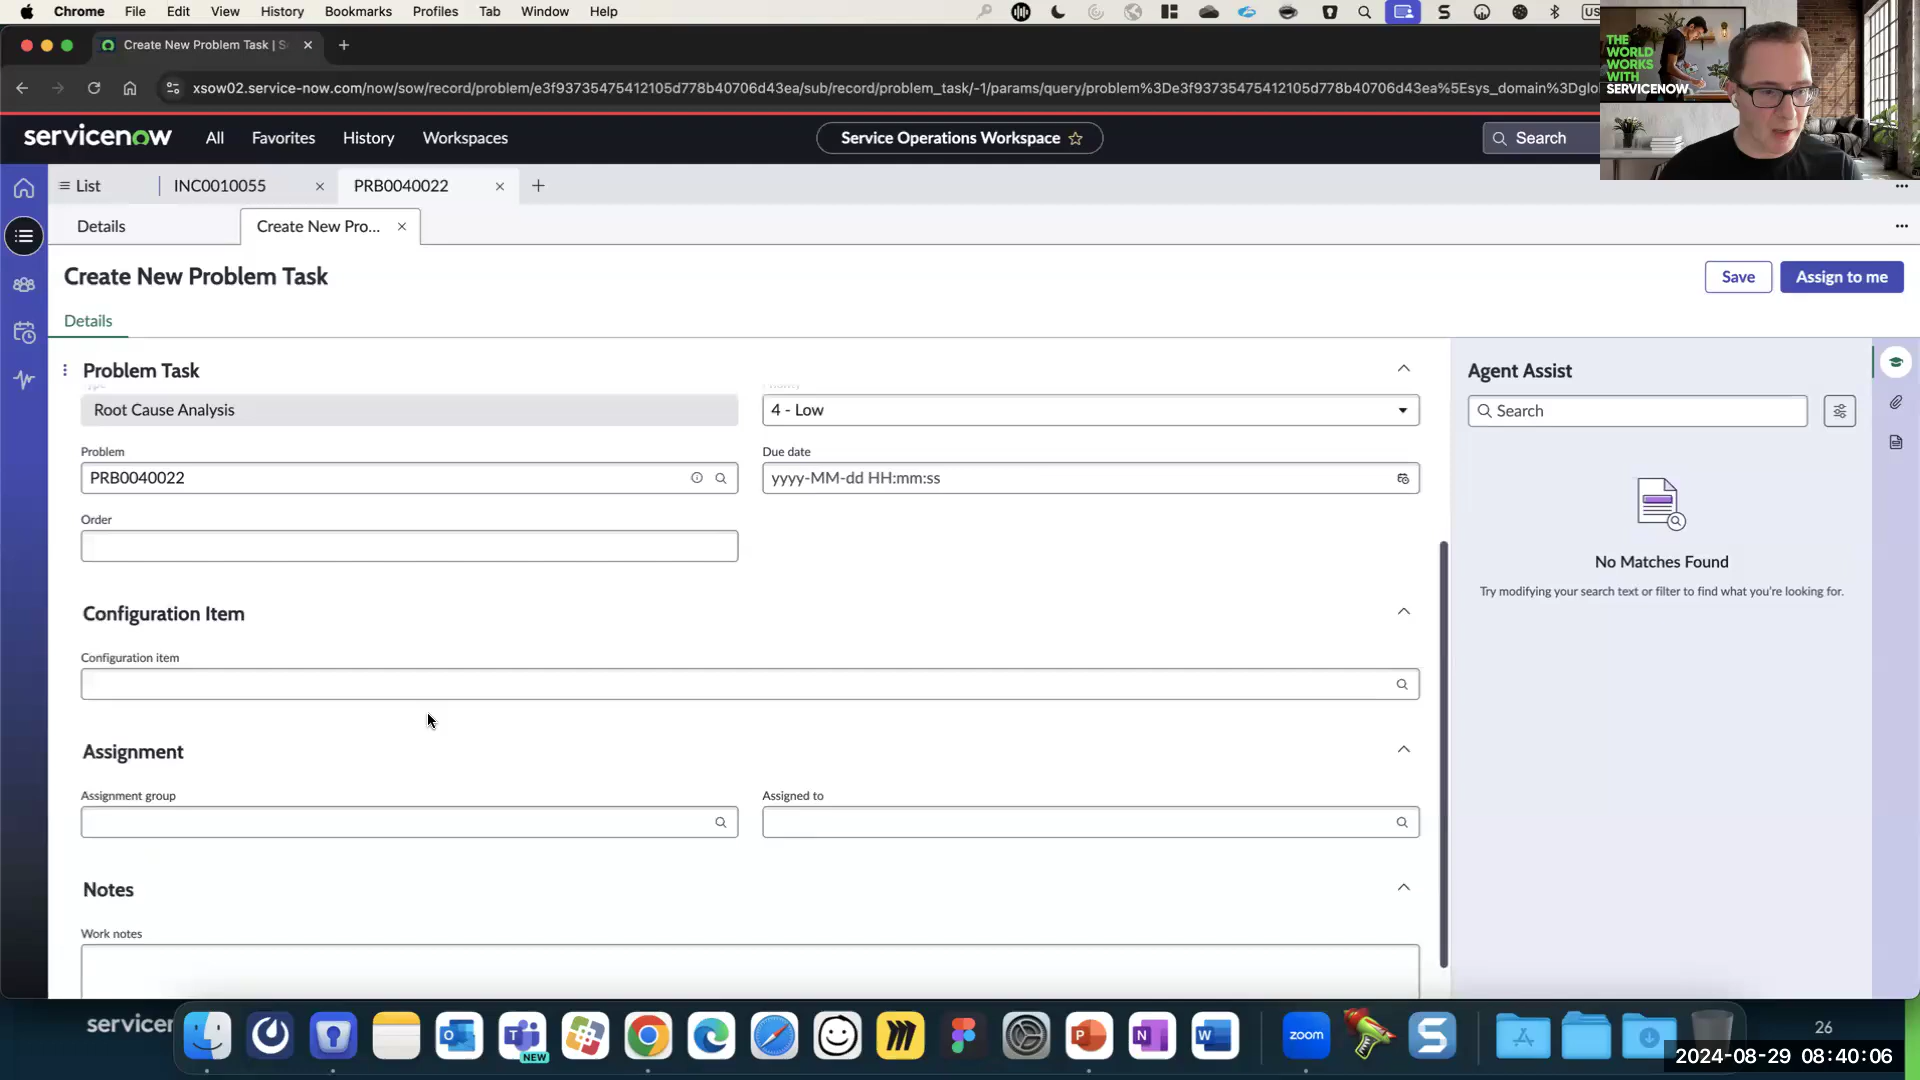 Chrome File Edit View History Bookmarks Profiles Tab Window Help
THE WORLD WORKS WITH SERVICENOW
Create New Problem Task | S
xsow02.service-now.com/now/sow/record/problem/e3f93735475412105d778b40706d43ea/sub/record/problem_task/-1/params/query/problem%3De3f93735475412105d778b40706d43ea%5Esys_domain%3Dglo
servicenow All Favorites History Workspaces Service Operations Workspace Search
List INC0010055 PRB0040022
Details Create New Pro...
Create New Problem Task Save Assign to me
Details
Problem Task
Root Cause Analysis 4 - Low
Problem Due date
PRB0040022 yyyy-MM-dd HH:mm:ss
Order
Configuration Item
Configuration item
Assignment
Assignment group Assigned to
Notes
Work notes
Agent Assist
Search
No Matches Found
Try modifying your search text or filter to find what you're looking for.
servicer
NEW
zoom
26
2024-08-29 08:40:06